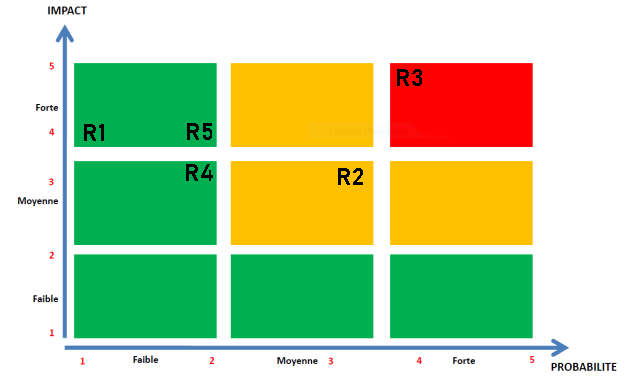 IMPACT
5
R3
Forte
4
R1
R5
3
R4
R2
Moyenne
2
Faible
1
1
Faible
2
Moyenne
3
4
Forte
5
PROBABILITE